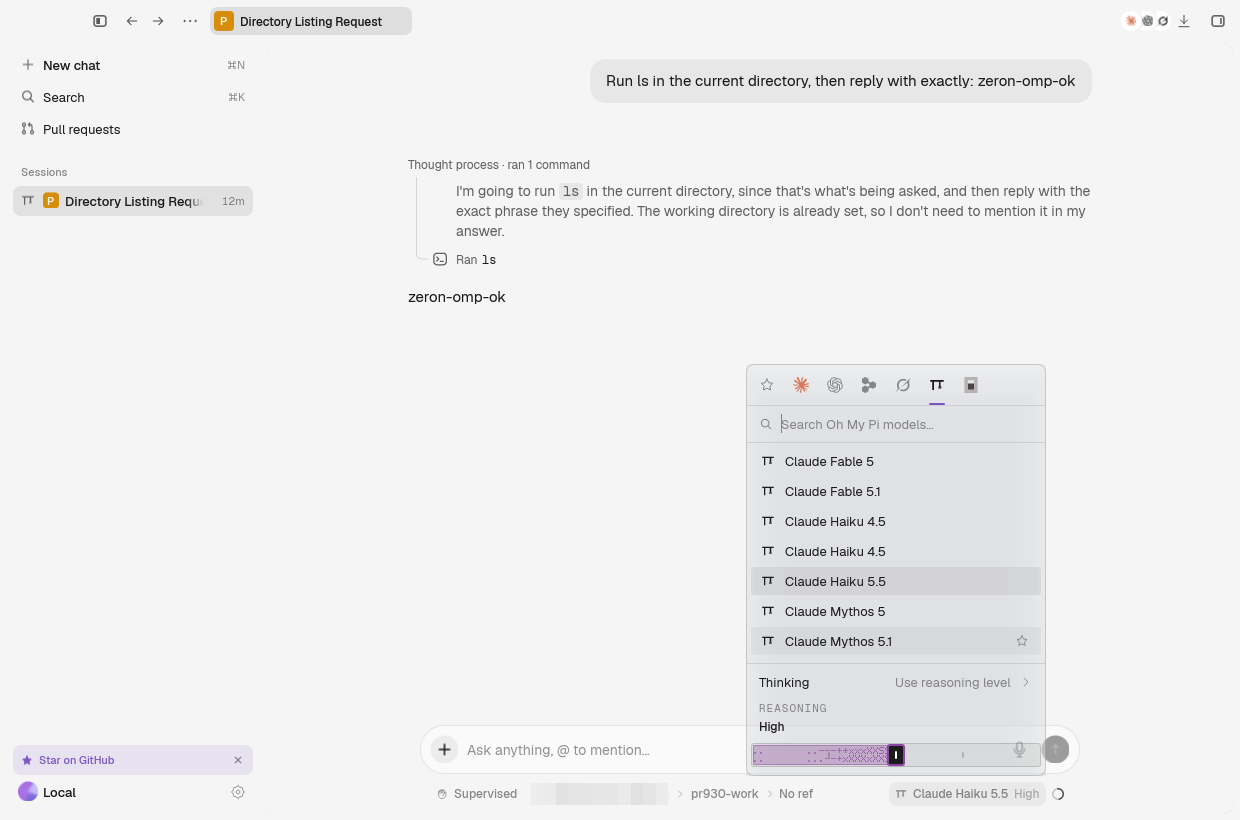 P Directory Listing Request
New chat ⌘N
Search ⌘K
Pull requests
Sessions
P Directory Listing Requ 12m
Run ls in the current directory, then reply with exactly: zeron-omp-ok
Thought process · ran 1 command
I'm going to run ls in the current directory, since that's what's being asked, and then reply with the
exact phrase they specified. The working directory is already set, so I don't need to mention it in my
answer.
Ran ls
zeron-omp-ok
Search Oh My Pi models...
Claude Fable 5
Claude Fable 5.1
Claude Haiku 4.5
Claude Haiku 4.5
Claude Haiku 5.5
Claude Mythos 5
Claude Mythos 5.1
Thinking Use reasoning level
REASONING
High
Ask anything, @ to mention...
Supervised pr930-work No ref Claude Haiku 5.5 High
Star on GitHub
Local